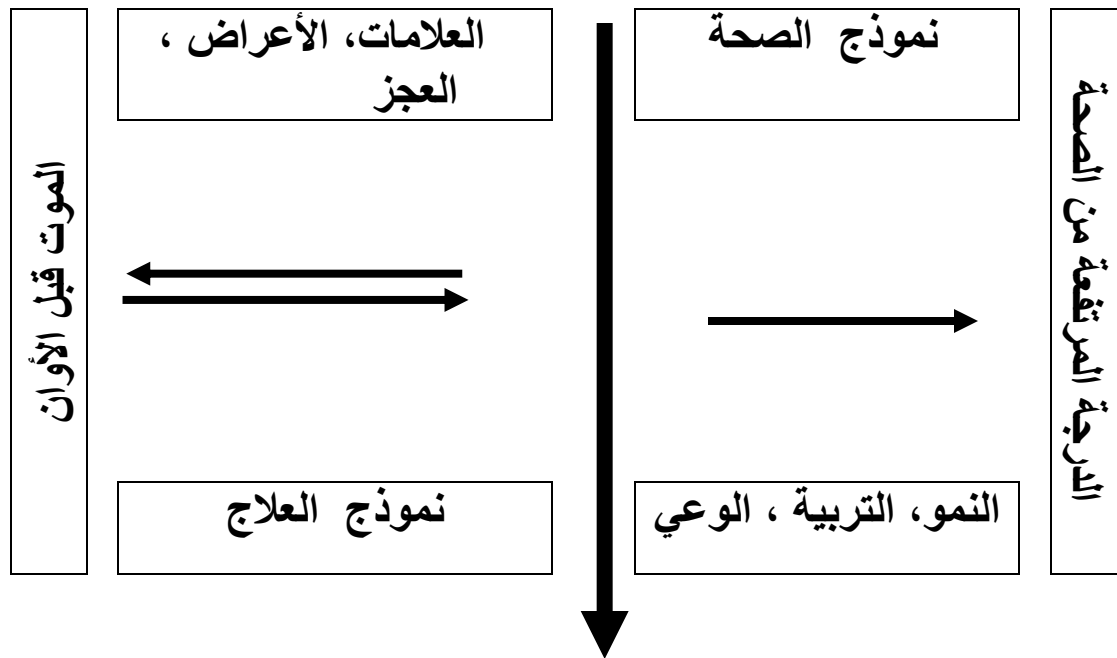 نموذج الصحة
العلامات، الأعراض ،
العجز
الدرجة المرتفعة من الصحة
الموت قبل الأوان
النمو، التربية ، الوعي
نموذج العلاج